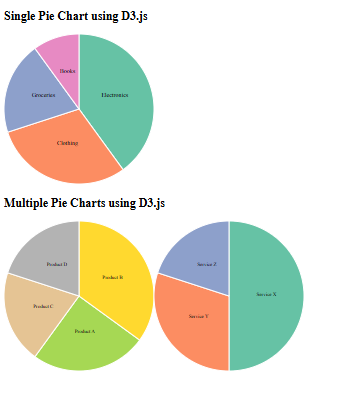 Single Pie Chart using D3.js
Books
Groceries
Electronics
Clothing
Multiple Pie Charts using D3.js
Product D
Product B
Product C
Product A
Service Z
Service X
Service Y